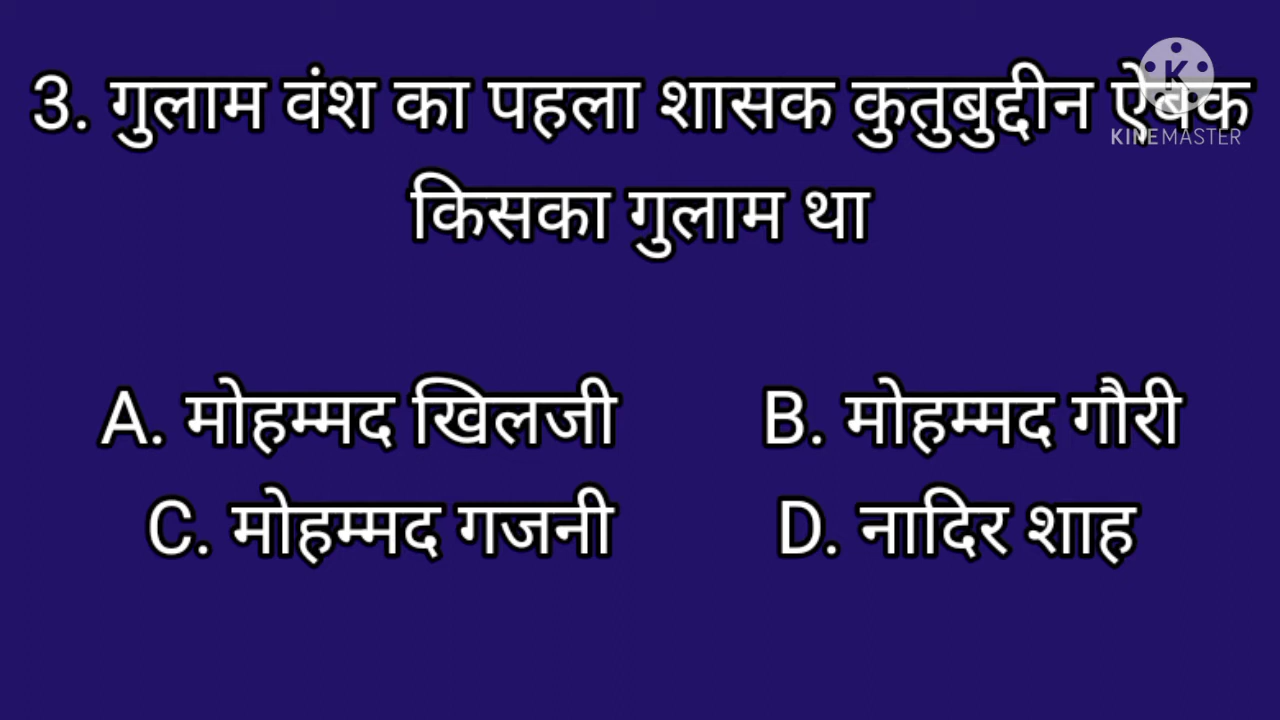 3. गुलाम वंश का पहला शासक कुतुबुद्दीन ऐबक
KINEMASTER
किसका गुलाम था
A. मोहम्मद खिलजी B. मोहम्मद गौरी
C. मोहम्मद गजनी D. नादिर शाह